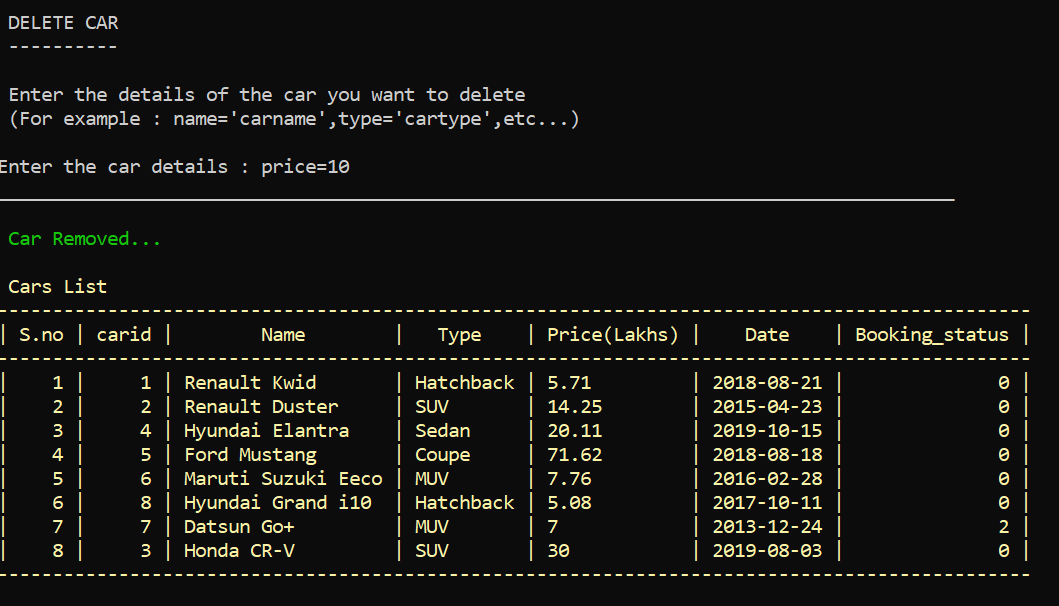 DELETE CAR
----------
Enter the details of the car you want to delete
(For example : name='carname',type='cartype',etc...)
Enter the car details : price=10
Car Removed...
Cars List
----------------------------------------------------------------------------------------------
| S.no | carid |        Name        |   Type    | Price(Lakhs) |    Date    | Booking_status |
----------------------------------------------------------------------------------------------
|    1 |     1 | Renault Kwid       | Hatchback | 5.71         | 2018-08-21 |              0 |
|    2 |     2 | Renault Duster     | SUV       | 14.25        | 2015-04-23 |              0 |
|    3 |     4 | Hyundai Elantra    | Sedan     | 20.11        | 2019-10-15 |              0 |
|    4 |     5 | Ford Mustang       | Coupe     | 71.62        | 2018-08-18 |              0 |
|    5 |     6 | Maruti Suzuki Eeco | MUV       | 7.76         | 2016-02-28 |              0 |
|    6 |     8 | Hyundai Grand i10  | Hatchback | 5.08         | 2017-10-11 |              0 |
|    7 |     7 | Datsun Go+         | MUV       | 7            | 2013-12-24 |              2 |
|    8 |     3 | Honda CR-V         | SUV       | 30           | 2019-08-03 |              0 |
----------------------------------------------------------------------------------------------